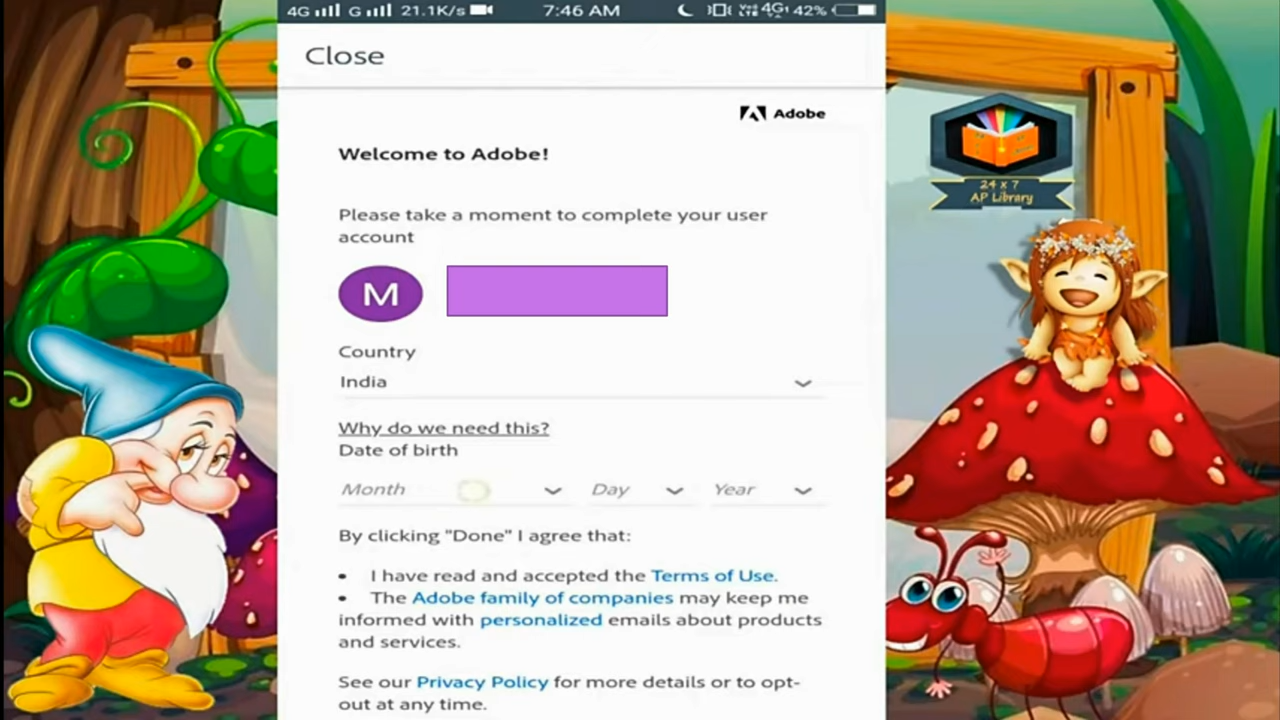 4G G 21.1K/s 7:46 AM 4G 42%
Close
Adobe
Welcome to Adobe!
Please take a moment to complete your user
account
M
Country
India
Why do we need this?
Date of birth
Month Day Year
By clicking "Done" I agree that:
• I have read and accepted the Terms of Use.
• The Adobe family of companies may keep me
informed with personalized emails about products
and services.
See our Privacy Policy for more details or to opt-
out at any time.
24 x 7
AP Library